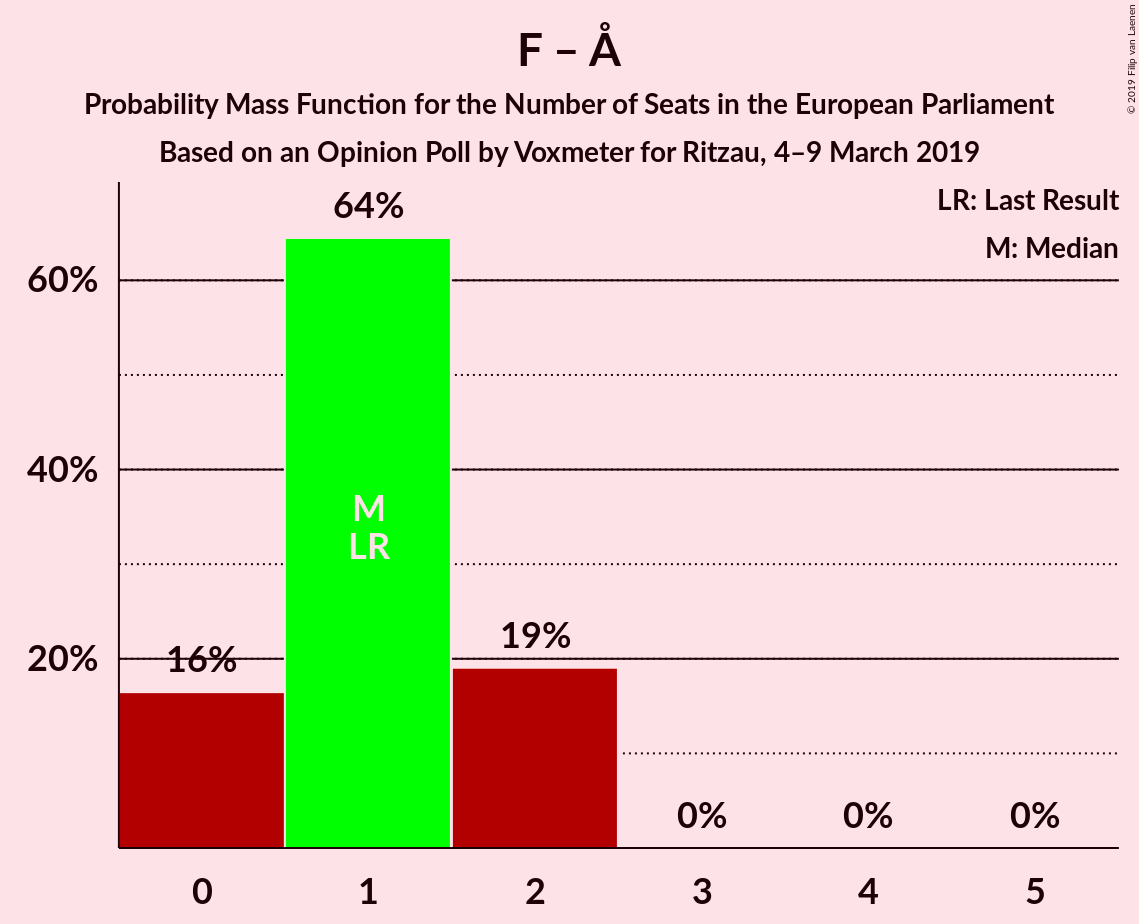 F – Å
Probability Mass Function for the Number of Seats in the European Parliament
Based on an Opinion Poll by Voxmeter for Ritzau, 4–9 March 2019
© 2019 Filip van Laenen
LR: Last Result
M: Median
60%
40%
20%
16%
64%
M
LR
19%
0%
0%
0%
0
1
2
3
4
5